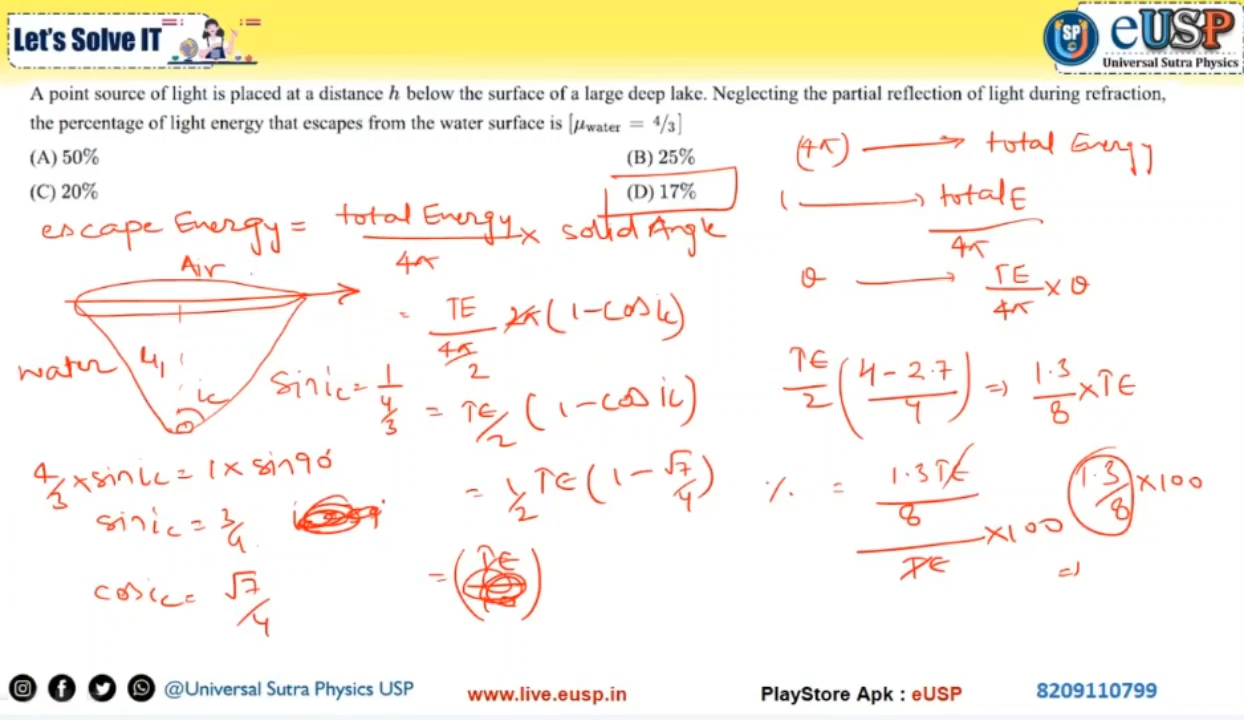 Let's Solve IT
SP
eUSP
Universal Sutra Physics
A point source of light is placed at a distance h below the surface of a large deep lake. Neglecting the partial reflection of light during refraction,
the percentage of light energy that escapes from the water surface is [μwater = 4/3]
(A) 50%
(B) 25%
(C) 20%
(D) 17%
(4π) → total Energy
1 → total E / 4π
θ → TE/4π × θ
escape Energy = total Energy / 4π × solid Angle
= TE/4π 2π (1 - cos ic)
2
= TE/2 (1 - cos ic)
= 1/2 TE (1 - √7/4)
= (TE
Air
water
μ1
ic
sin ic = 1 / 4/3
4/3 × sin ic = 1 × sin 90
sin ic = 3/4
cos ic = √7/4
TE/2 (4 - 2.7 / 4) ⇒ 1.3/8 × TE
% = 1.3 TE / 8 / TE × 100
1.3/8 × 100
⇒
@Universal Sutra Physics USP
www.live.eusp.in
PlayStore Apk : eUSP
8209110799